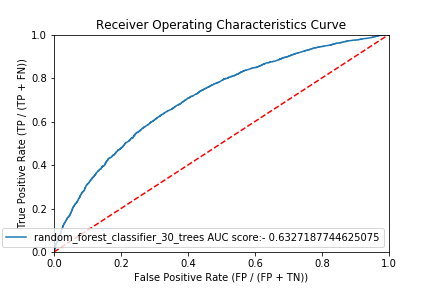 Receiver Operating Characteristics Curve
True Positive Rate (TP / (TP + FN))
1.0
0.8
0.6
0.4
0.2
0.0
random_forest_classifier_30_trees AUC score:- 0.6327187744625075
0.0 0.2 0.4 0.6 0.8 1.0
False Positive Rate (FP / (FP + TN))